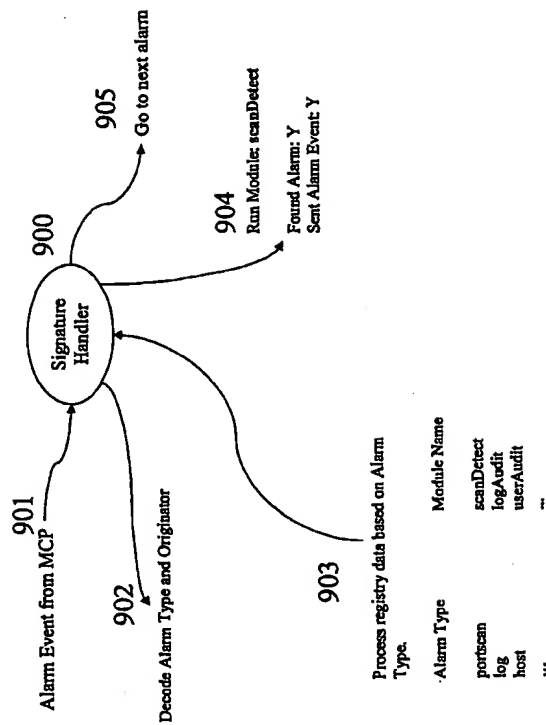 Alarm Event from MCP
901
Signature
Handler
900
905
Go to next alarm
902
Decode Alarm Type and Originator
904
Run Module: scanDetect
Found Alarm: Y
Sent Alarm Event: Y
903
Process registry data based on Alarm
Type.
Alarm Type Module Name
portscan scanDetect
log logAudit
host userAudit
...